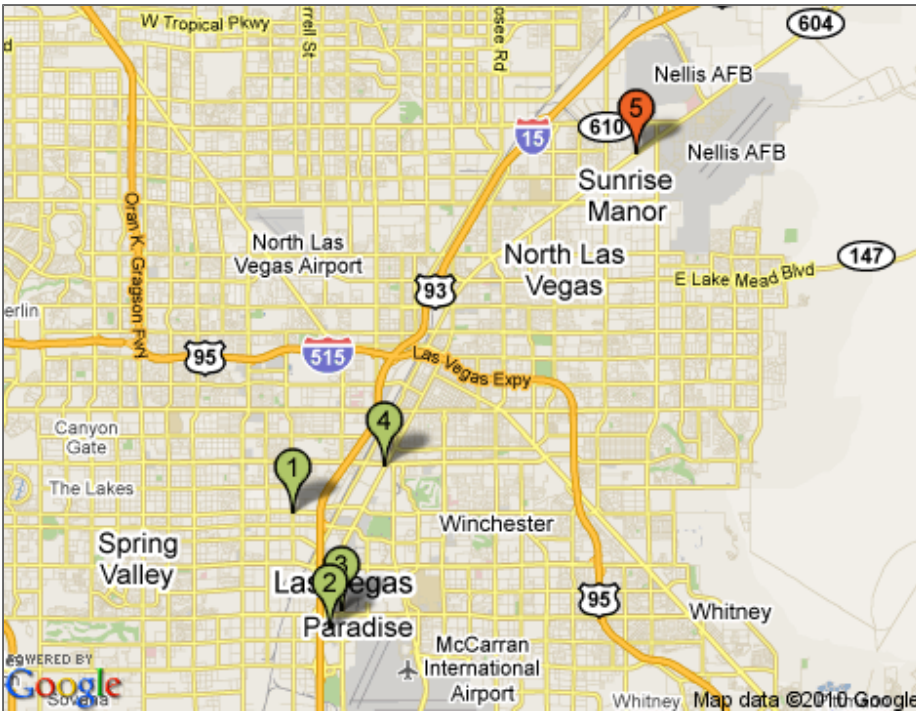 W Tropical Pkwy
rrell St
osee Rd
604
Nellis AFB
5
15
610
Nellis AFB
Sunrise
Manor
Oran K. Gragson Fwy
North Las
Vegas Airport
North Las
Vegas
147
E Lake Mead Blvd
93
erlin
95
515
Las Vegas Expy
Canyon
Gate
4
1
The Lakes
Winchester
Spring
Valley
3
Las Vegas
2
95
Whitney
Paradise
McCarran
International
Airport
POWERED BY
Google
Whitney
Map data ©2010 Google